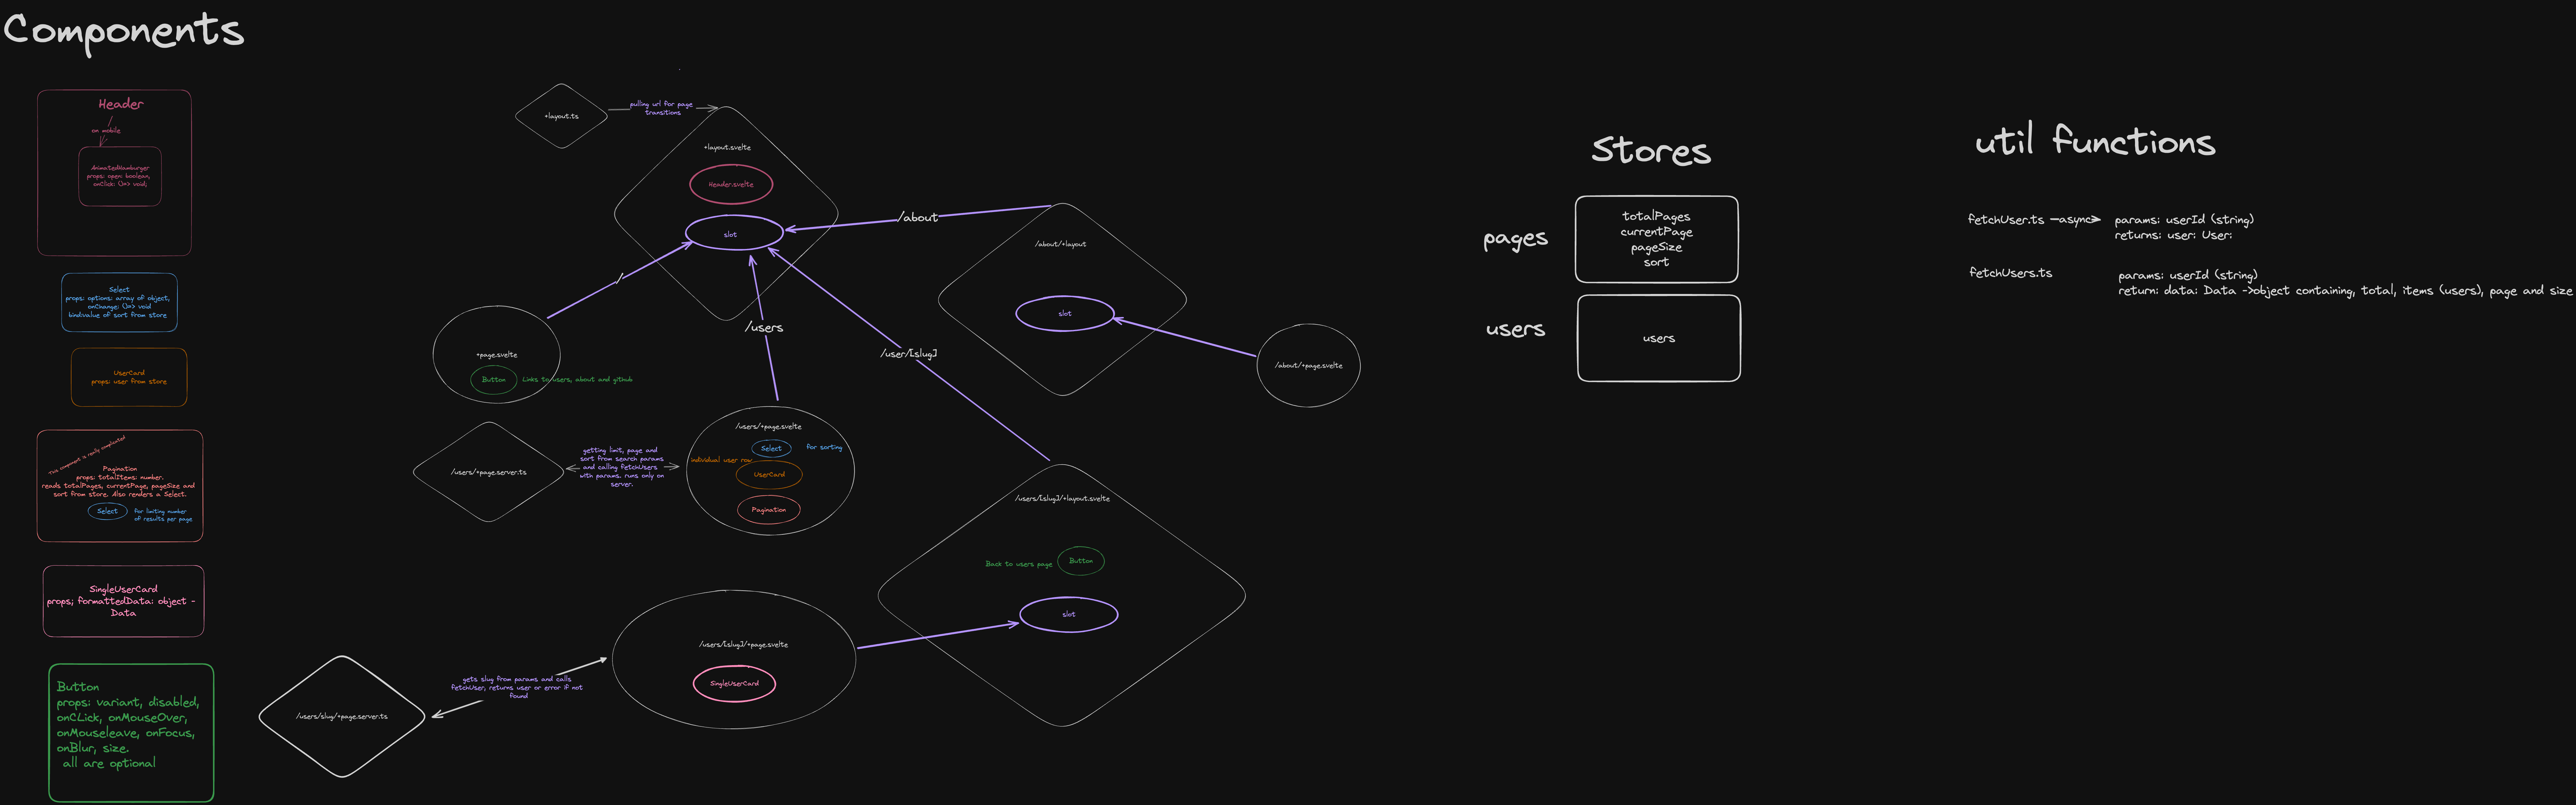 Components
Header
on mobile
AnimatedHamburger
props: open: boolean,
onClick: ()=> void;
Select
props: options: array of object,
onChange: ()=> void
bind:value of sort from store
UserCard
props: user from store
This component is really complicated
Pagination
props: totalItems: number.
reads totalPages, currentPage, pageSize and
sort from store. Also renders a Select.
Select
for limiting number
of results per page
SingleUserCard
props; formattedData: object -
Data
Button
props: variant, disabled,
onCLick, onMouseOver,
onMouseleave, onFocus,
onBlur, size.
all are optional
+layout.ts
pulling url for page
transitions
+layout.svelte
Header.svelte
slot
/
/users
/user/[slug]
/about
+page.svelte
Button
Links to users, about and github
/users/+page.server.ts
getting limit, page and
sort from search params
and calling fetchUsers
with params. runs only on
server.
/users/+page.svelte
Select
for sorting
individual user row
UserCard
Pagination
/about/+layout
slot
/about/+page.svelte
/users/[slug]/+layout.svelte
Back to users page
Button
slot
/users/[slug]/+page.svelte
SingleUserCard
gets slug from params and calls
fetchUser; returns user or error if not
found
/users/slug/+page.server.ts
Stores
pages
totalPages
currentPage
pageSize
sort
users
users
util functions
fetchUser.ts
async
params: userId (string)
returns: user: User;
fetchUsers.ts
params: userId (string)
return: data: Data ->object containing, total, items (users), page and size